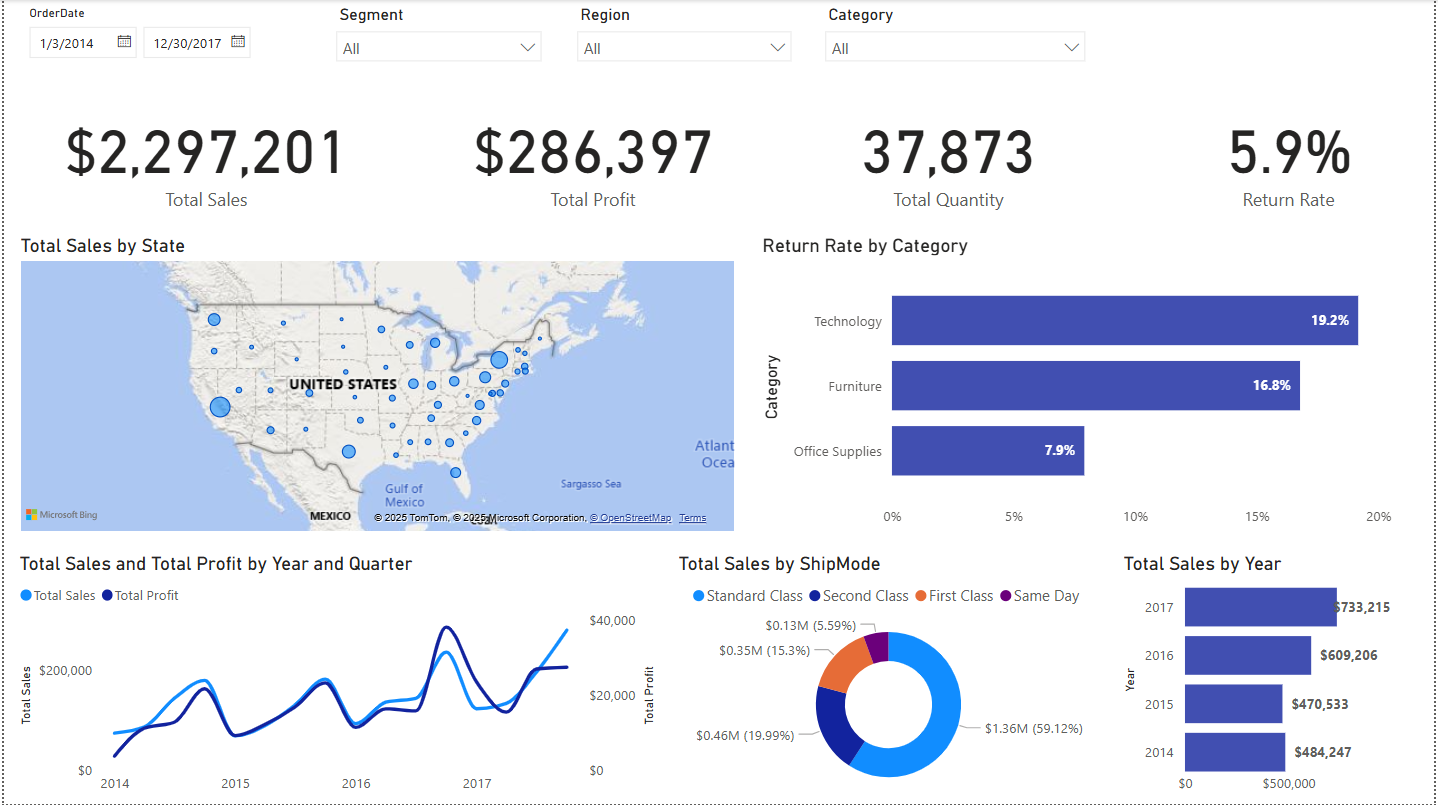 OrderDate
1/3/2014
12/30/2017
Segment
All
Region
All
Category
All
$2,297,201
Total Sales
$286,397
Total Profit
37,873
Total Quantity
5.9%
Return Rate
Total Sales by State
UNITED STATES
MEXICO
Gulf of
Mexico
Sargasso Sea
Atlant
Ocea
Microsoft Bing
© 2025 TomTom, © 2025 Microsoft Corporation, © OpenStreetMap Terms
Return Rate by Category
Category
Technology
19.2%
Furniture
16.8%
Office Supplies
7.9%
0% 5% 10% 15% 20%
Total Sales and Total Profit by Year and Quarter
Total Sales Total Profit
Total Sales
$200,000
$0
$40,000
$20,000
$0
Total Profit
2014 2015 2016 2017
Total Sales by ShipMode
Standard Class Second Class First Class Same Day
$0.13M (5.59%)
$0.35M (15.3%)
$0.46M (19.99%)
$1.36M (59.12%)
Total Sales by Year
Year
2017 $733,215
2016 $609,206
2015 $470,533
2014 $484,247
$0 $500,000